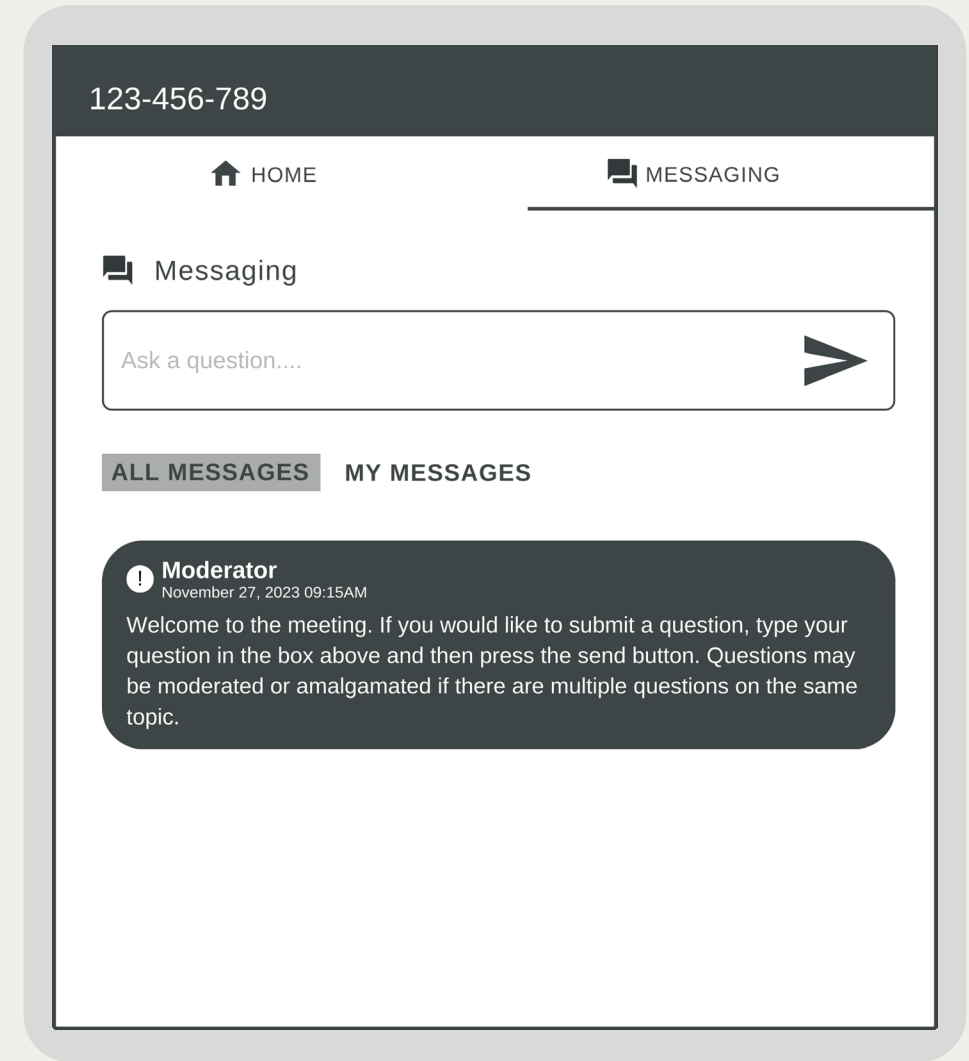 123-456-789
HOME
MESSAGING
Messaging
Ask a question....
ALL MESSAGES
MY MESSAGES
!
Moderator
November 27, 2023 09:15AM
Welcome to the meeting. If you would like to submit a question, type your
question in the box above and then press the send button. Questions may
be moderated or amalgamated if there are multiple questions on the same
topic.